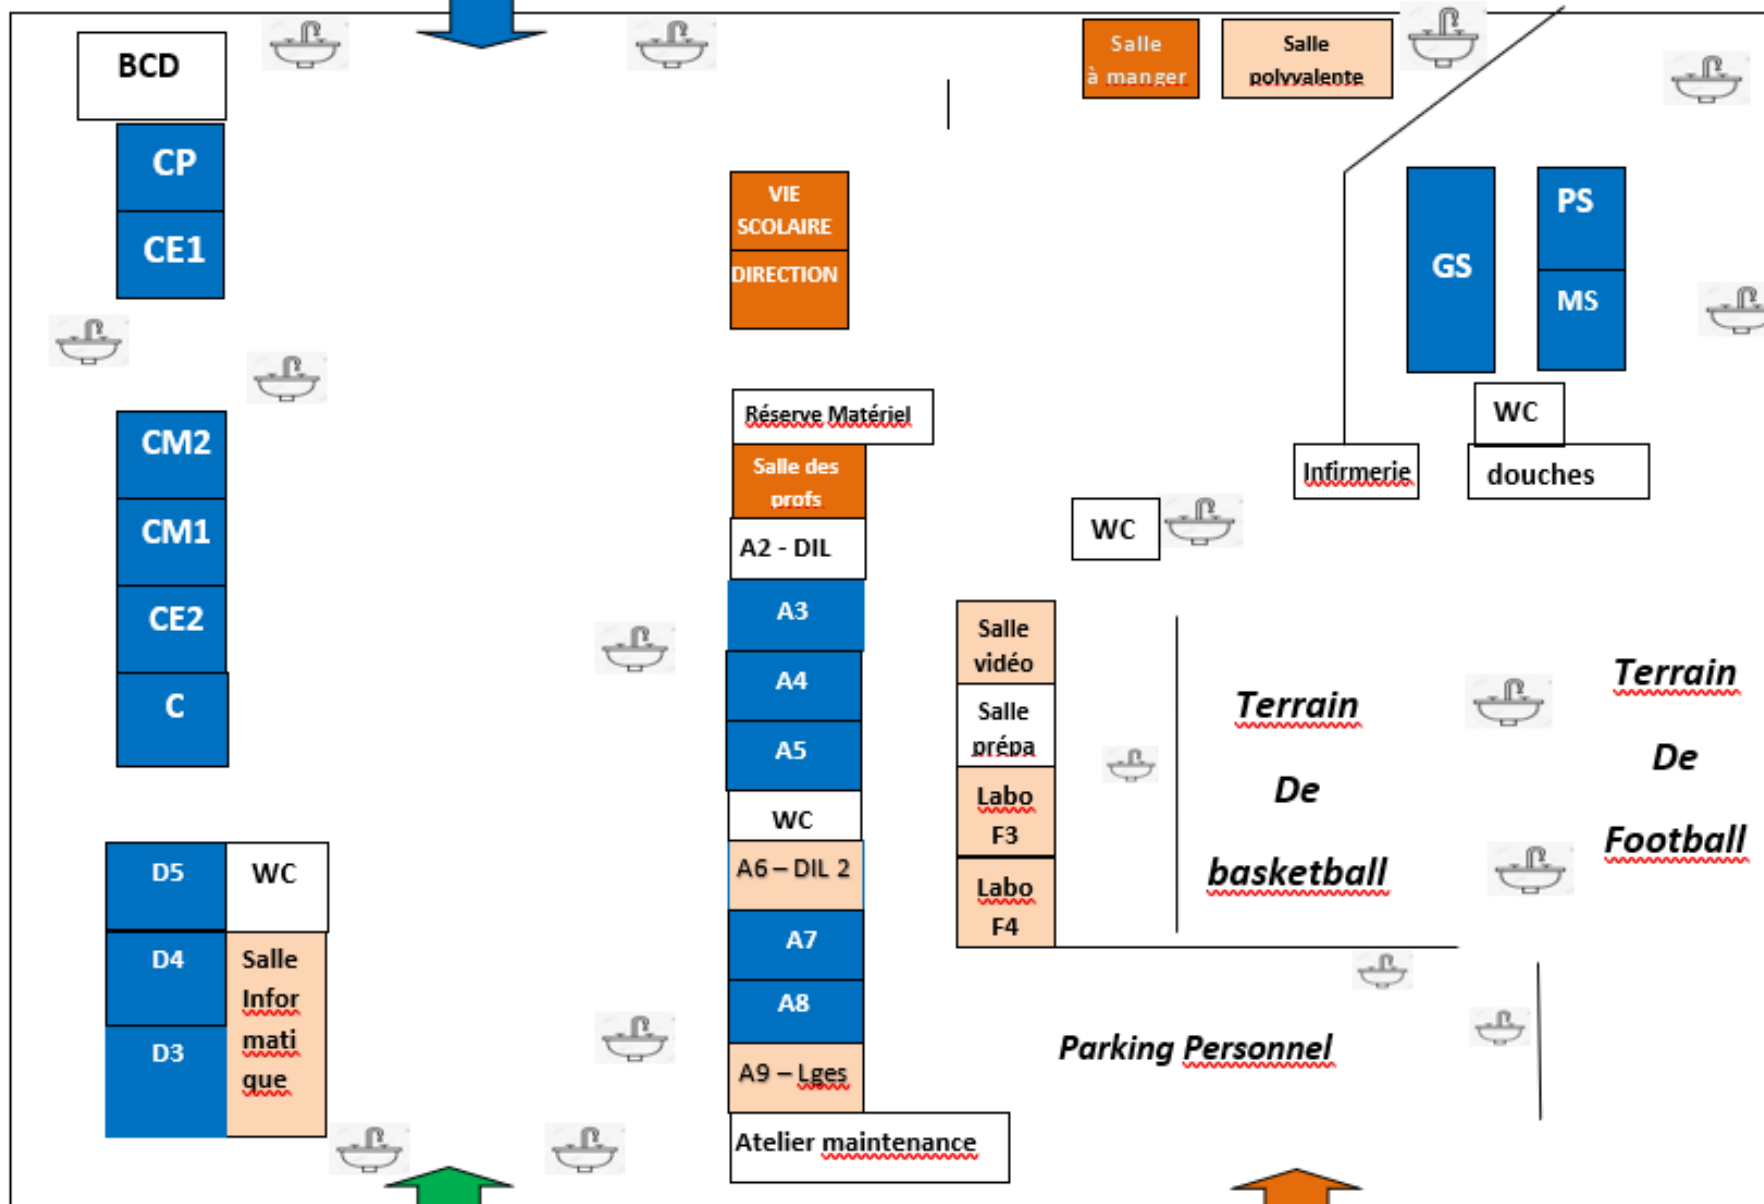 BCD
CP
CE1
CM2
CM1
CE2
C
D5
WC
D4
D3
Salle
Infor
mati
que
VIE
SCOLAIRE
DIRECTION
Réserve Matériel
Salle des
profs
A2 - DIL
A3
A4
A5
WC
A6 – DIL 2
A7
A8
A9 – Lges
Atelier maintenance
Salle
à manger
Salle
polyvalente
GS
PS
MS
WC
Infirmerie
douches
WC
Salle
vidéo
Salle
prépa
Labo
F3
Labo
F4
Terrain
De
basketball
Terrain
De
Football
Parking Personnel